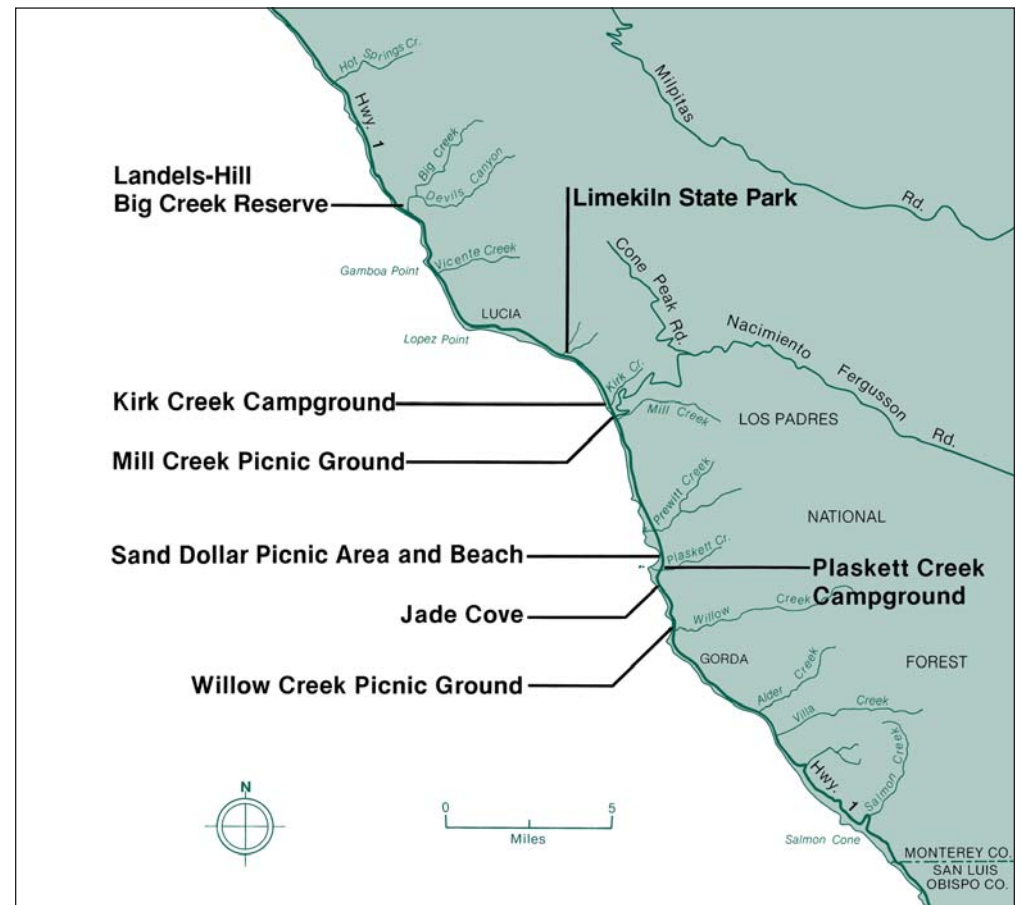 Hot Springs Cr.
Hwy. 1
Milpitas
Rd.
Big Creek
Devils Canyon
Landels-Hill
Big Creek Reserve
Limekiln State Park
Vicente Creek
Gamboa Point
Cone Peak Rd.
LUCIA
Lopez Point
Nacimiento
Fergusson
Rd.
Kirk Cr.
Kirk Creek Campground
Mill Creek
LOS PADRES
Mill Creek Picnic Ground
Prewitt Creek
NATIONAL
Sand Dollar Picnic Area and Beach
Plaskett Cr.
Plaskett Creek
Campground
Jade Cove
Willow
Creek
GORDA
FOREST
Willow Creek Picnic Ground
Alder Creek
Villa
Creek
Salmon Creek
Hwy. 1
N
0
5
Miles
Salmon Cone
MONTEREY CO.
SAN LUIS
OBISPO CO.